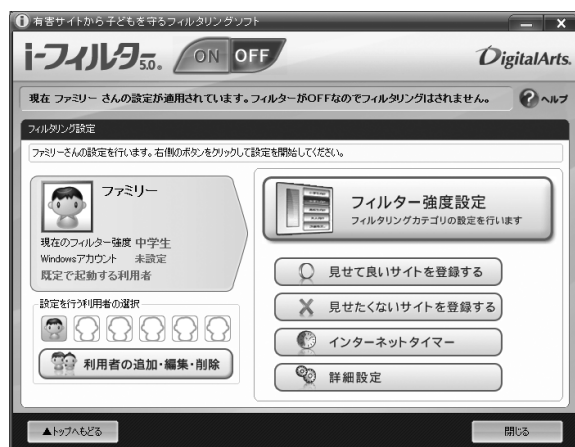 有害サイトから子どもを守るフィルタリングソフト
i-フィルター5.0. ON OFF DigitalArts.
現在 ファミリー さんの設定が適用されています。フィルターがOFFなのでフィルタリングはされません。 ヘルプ
フィルタリング設定
ファミリーさんの設定を行います。右側のボタンをクリックして設定を開始してください。
ファミリー
現在のフィルター強度 中学生
Windowsアカウント 未設定
既定で起動する利用者
設定を行う利用者の選択
利用者の追加・編集・削除
フィルター強度設定
フィルタリングカテゴリの設定を行います
見せて良いサイトを登録する
見せたくないサイトを登録する
インターネットタイマー
詳細設定
▲トップへもどる 閉じる